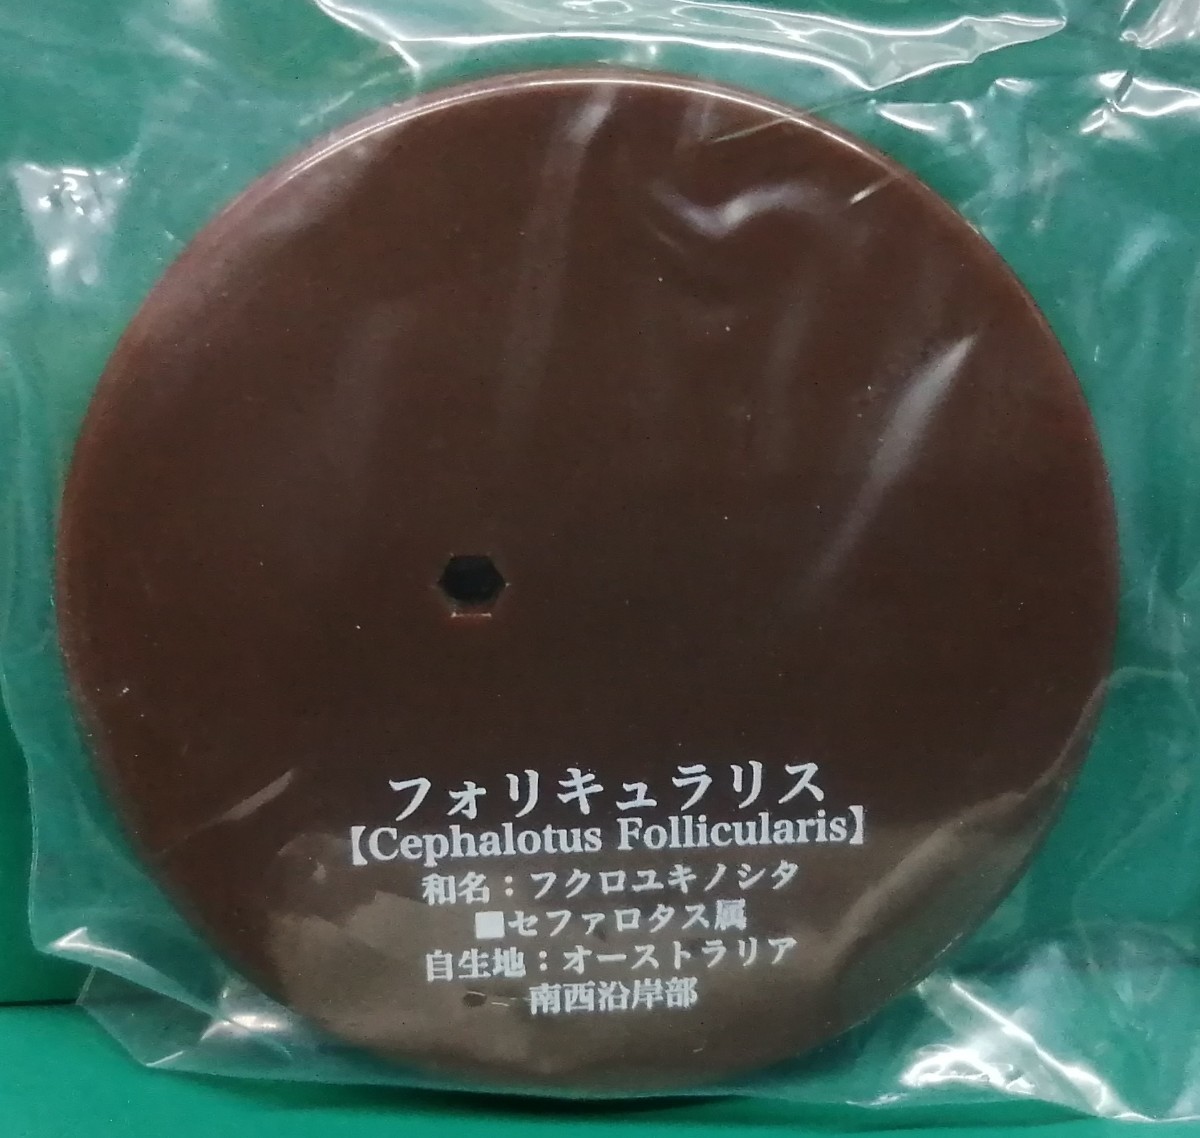 フォリキュラリス
【Cephalotus Follicularis】
和名：フクロユキノシタ
■セファロタス属
自生地：オーストラリア
南西沿岸部